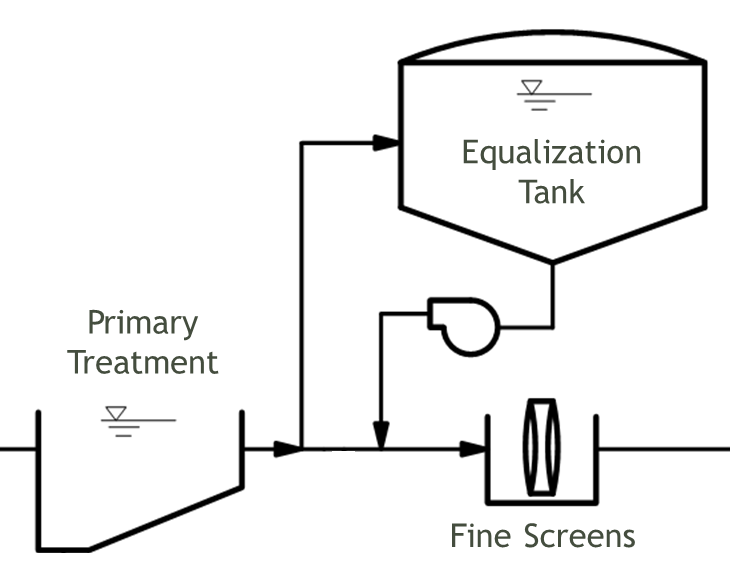 Equalization
Tank
Primary
Treatment
Fine Screens